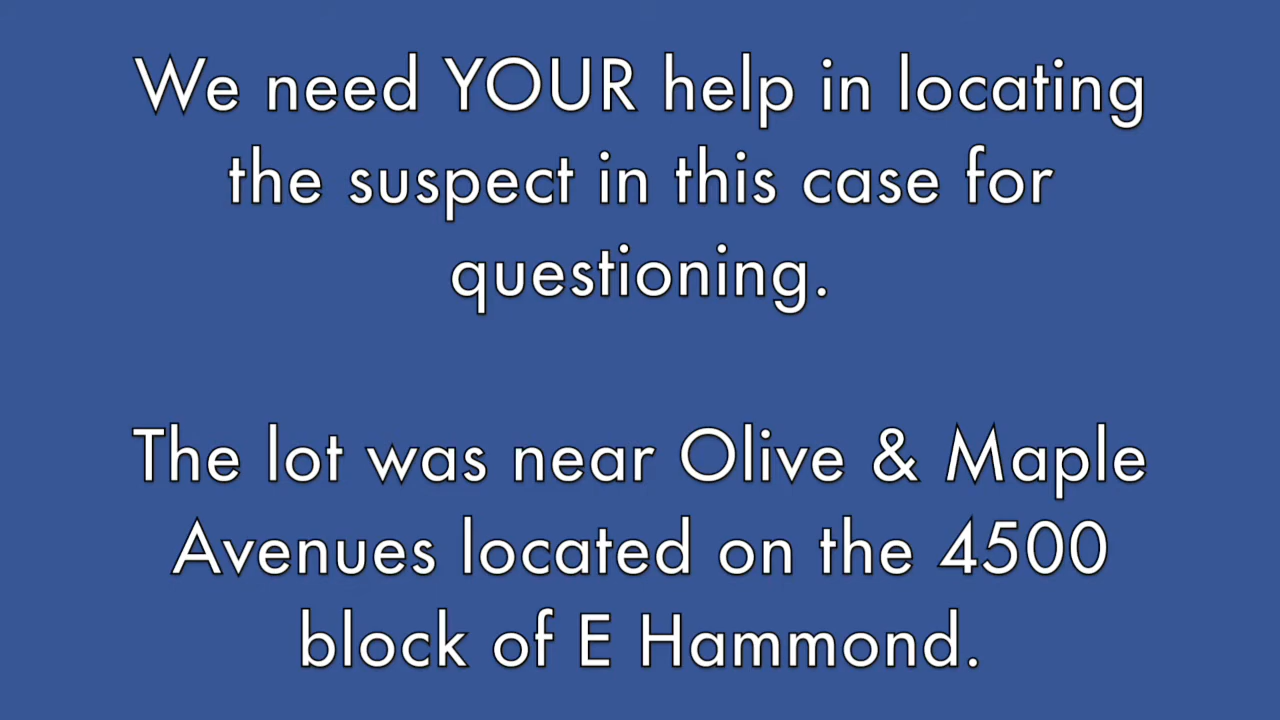 We need YOUR help in locating
the suspect in this case for
questioning.
The lot was near Olive & Maple
Avenues located on the 4500
block of E Hammond.